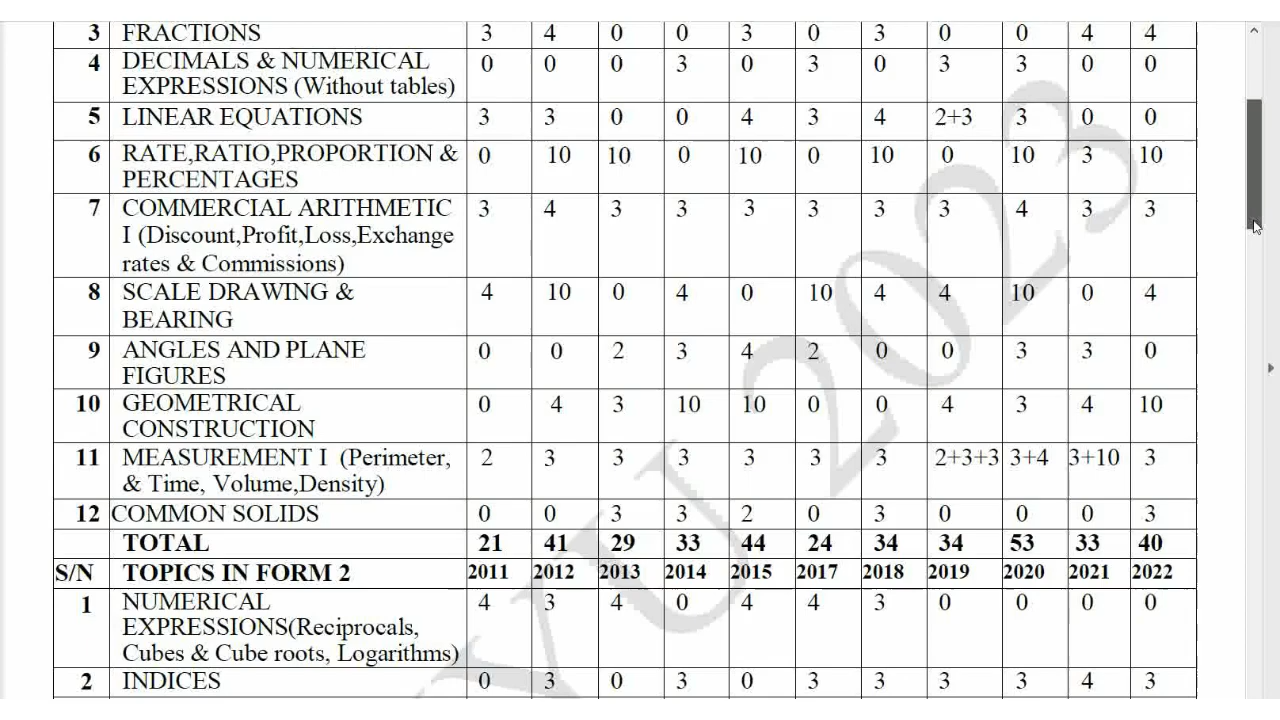 3 FRACTIONS 3 4 0 0 3 0 3 0 0 4 4
4 DECIMALS & NUMERICAL 0 0 0 3 0 3 0 3 3 0 0
EXPRESSIONS (Without tables)
5 LINEAR EQUATIONS 3 3 0 0 4 3 4 2+3 3 0 0
6 RATE,RATIO,PROPORTION & 0 10 10 0 10 0 10 0 10 3 10
PERCENTAGES
7 COMMERCIAL ARITHMETIC 3 4 3 3 3 3 3 3 4 3 3
I (Discount,Profit,Loss,Exchange
rates & Commissions)
8 SCALE DRAWING & 4 10 0 4 0 10 4 4 10 0 4
BEARING
9 ANGLES AND PLANE 0 0 2 3 4 2 0 0 3 3 0
FIGURES
10 GEOMETRICAL 0 4 3 10 10 0 0 4 3 4 10
CONSTRUCTION
11 MEASUREMENT I (Perimeter, 2 3 3 3 3 3 3 2+3+3 3+4 3+10 3
& Time, Volume,Density)
12 COMMON SOLIDS 0 0 3 3 2 0 3 0 0 0 3
TOTAL 21 41 29 33 44 24 34 34 53 33 40
S/N TOPICS IN FORM 2 2011 2012 2013 2014 2015 2017 2018 2019 2020 2021 2022
1 NUMERICAL 4 3 4 0 4 4 3 0 0 0 0
EXPRESSIONS(Reciprocals,
Cubes & Cube roots, Logarithms)
2 INDICES 0 3 0 3 0 3 3 3 3 4 3
YU 2023